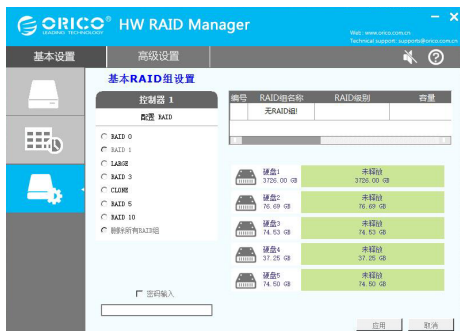 ORICO® HW RAID Manager
LEADING TECHNOLOGY
Web : www.orico.com.cn
Technical support: supports@orico.com.cn
基本设置
高级设置
基本RAID组设置
控制器 1
配置 RAID
RAID 0
RAID 1
LARGE
RAID 3
CLONE
RAID 5
RAID 10
删除所有RAID组
密码输入
编号 RAID组名称 RAID级别 容量
无RAID组!
硬盘1 未释放
3726.00 GB 3726.00 GB
硬盘2 未释放
76.69 GB 76.69 GB
硬盘3 未释放
74.53 GB 74.53 GB
硬盘4 未释放
37.25 GB 37.25 GB
硬盘5 未释放
74.50 GB 74.50 GB
应用 取消